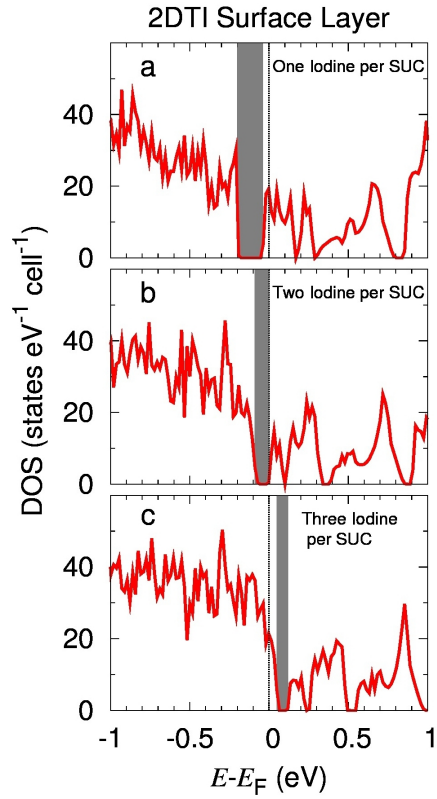 2DTI Surface Layer
a
One Iodine per SUC
60
40
20
0
b
Two Iodine per SUC
40
20
0
c
Three Iodine
per SUC
40
20
0
DOS (states eV⁻¹ cell⁻¹)
-1
-0.5
0
0.5
1
E-E_F (eV)